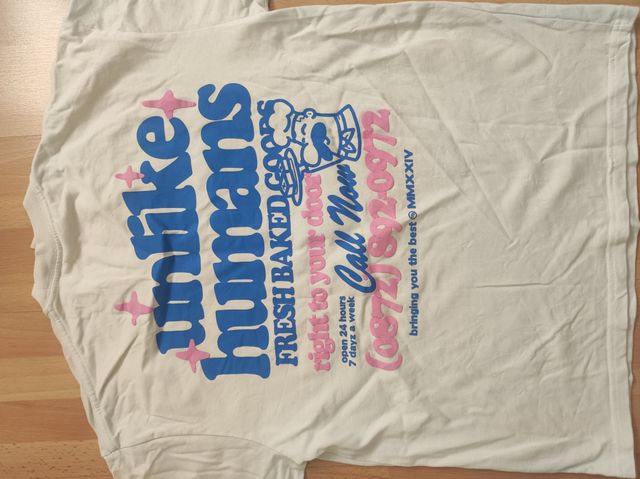 unlike
humans
FRESH BAKED GOODS
right to your door
open 24 hours
7 dayz a week
Call Now
(0872) 892-0972
bringing you the best @ MMXXIV